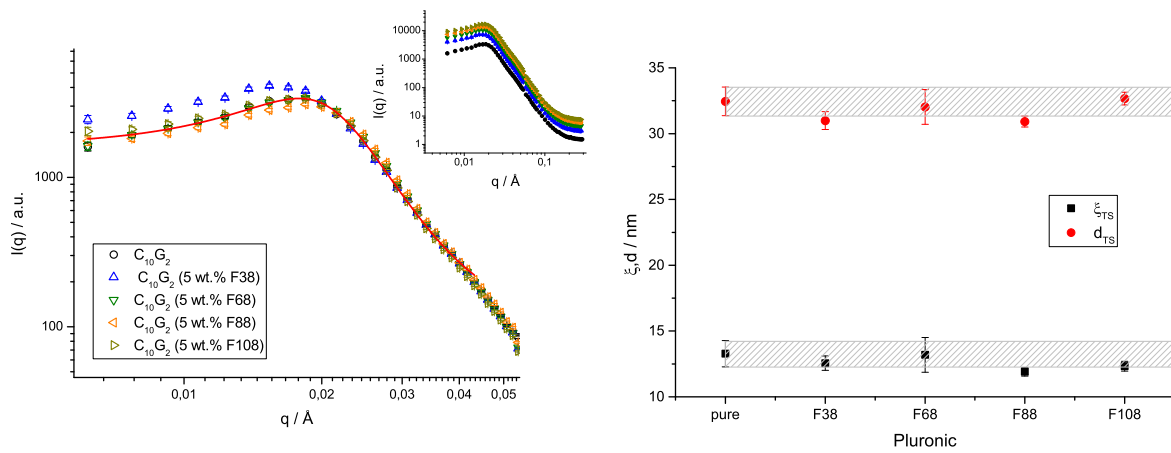 I(q) / a.u.
1000
100
0,01
0,02
0,03
0,04
0,05
q / Å
C₁₀G₂
C₁₀G₂ (5 wt.% F38)
C₁₀G₂ (5 wt.% F68)
C₁₀G₂ (5 wt.% F88)
C₁₀G₂ (5 wt.% F108)
I(q) / a.u.
10000
1000
100
10
1
0,01
0,1
q / Å
ξ,d / nm
35
30
25
20
15
10
ξTS
dTS
pure
F38
F68
F88
F108
Pluronic